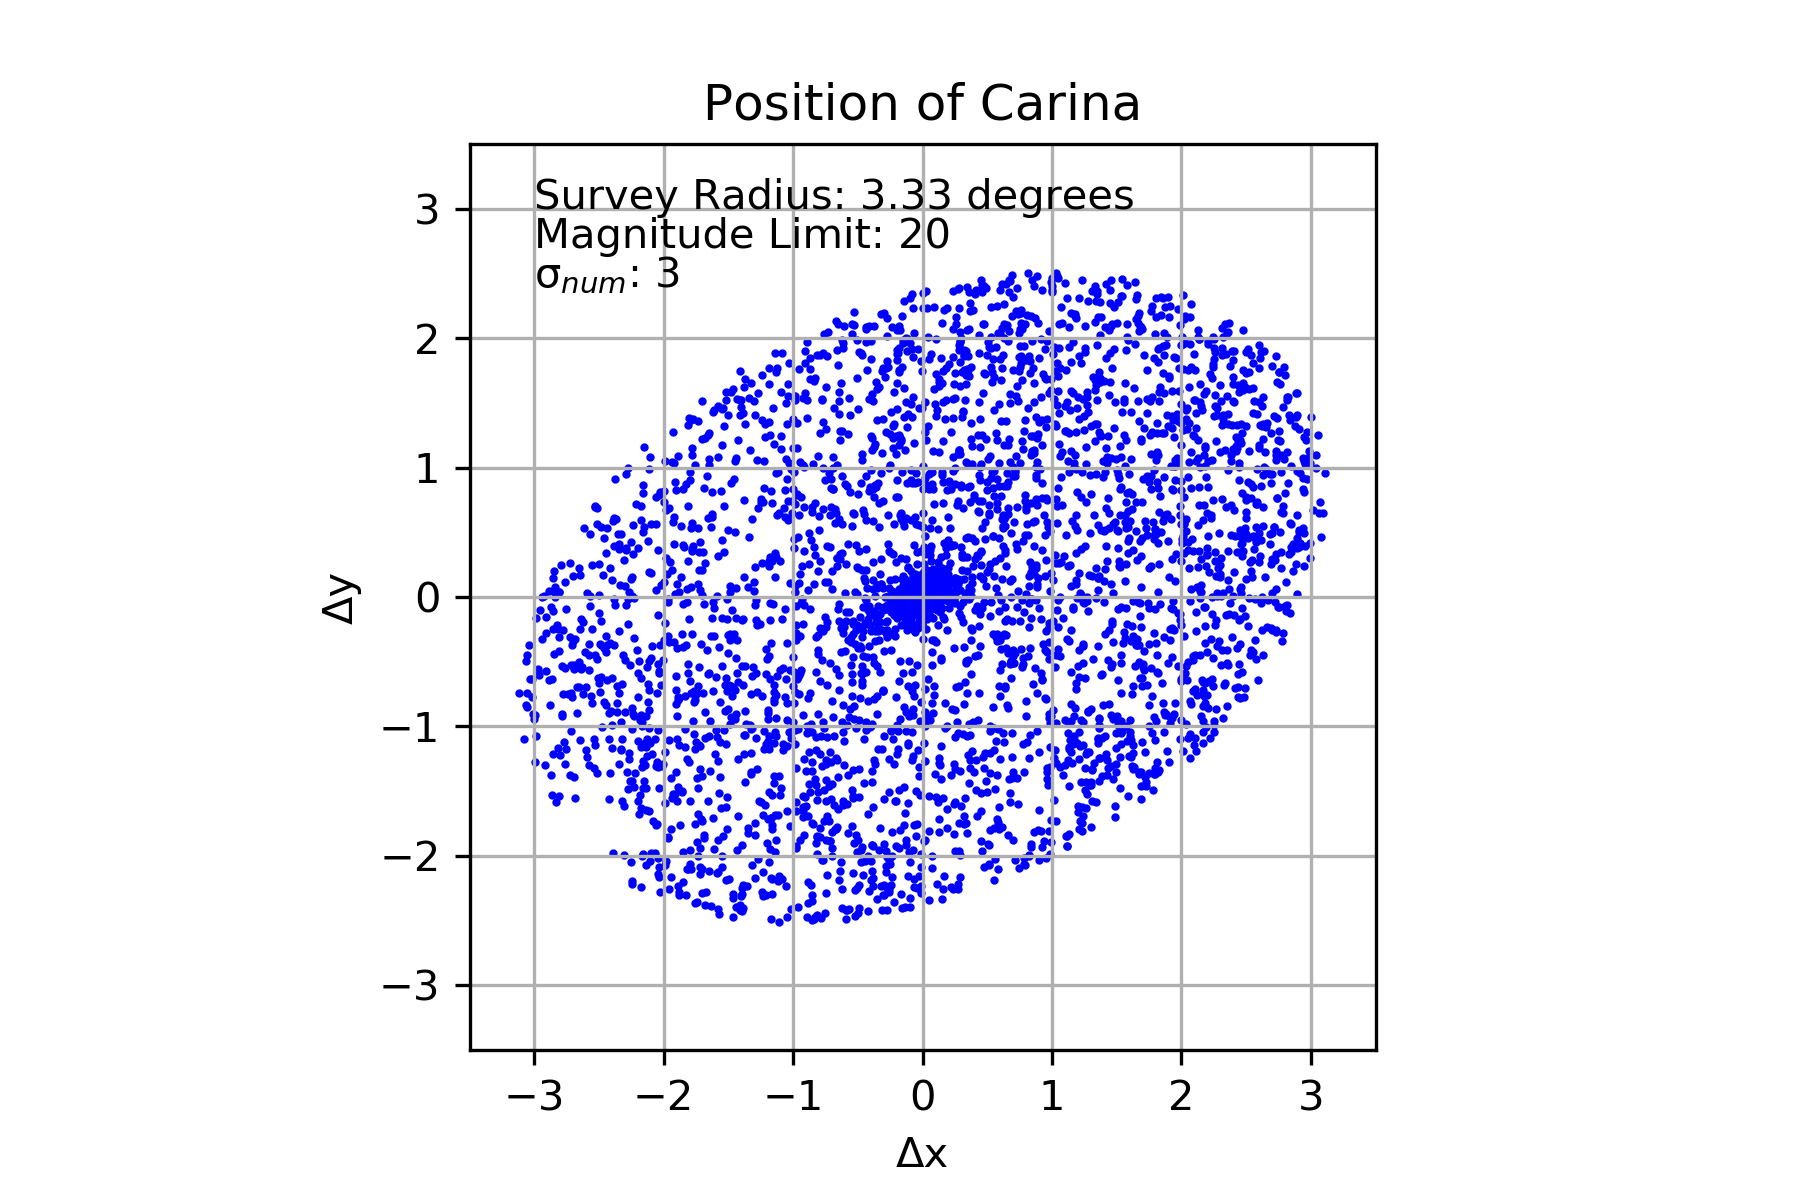 Position of Carina
Survey Radius: 3.33 degrees
Magnitude Limit: 20
σnum: 3
3
2
1
0
−1
−2
−3
Δy
−3 −2 −1 0 1 2 3
Δx